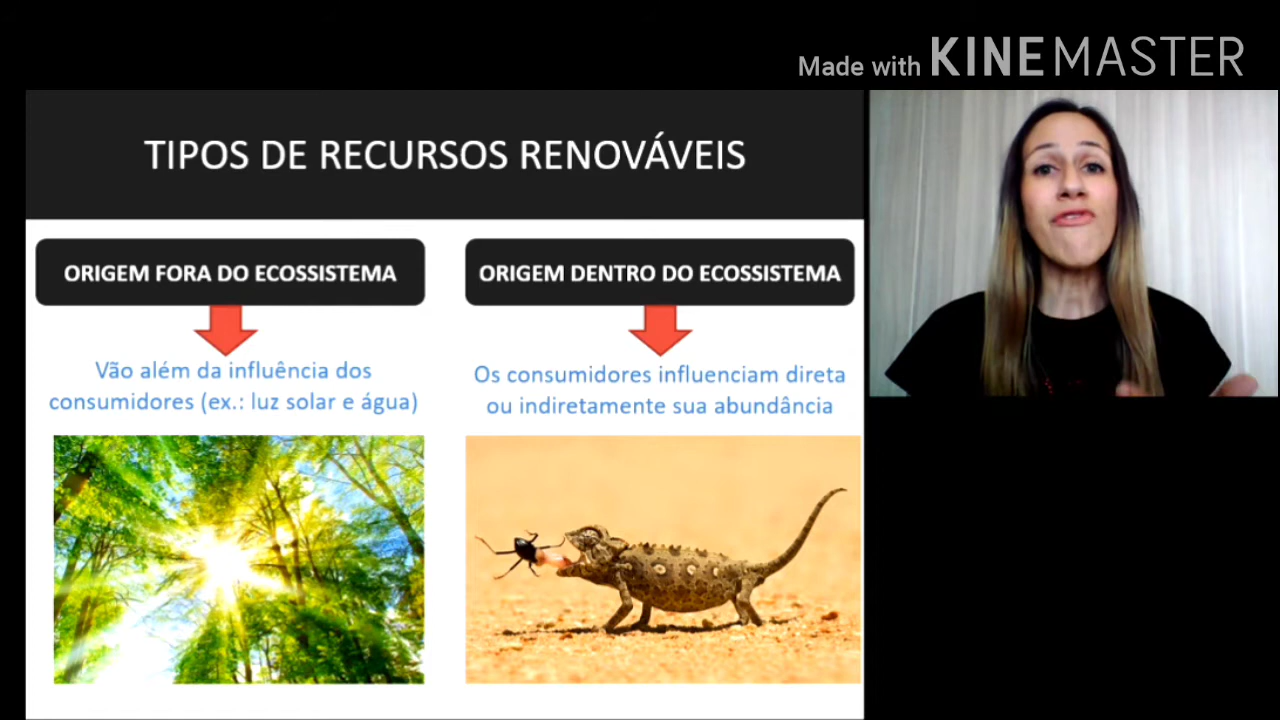 Made with KINEMASTER
TIPOS DE RECURSOS RENOVÁVEIS
ORIGEM FORA DO ECOSSISTEMA
Vão além da influência dos
consumidores (ex.: luz solar e água)
ORIGEM DENTRO DO ECOSSISTEMA
Os consumidores influenciam direta
ou indiretamente sua abundância